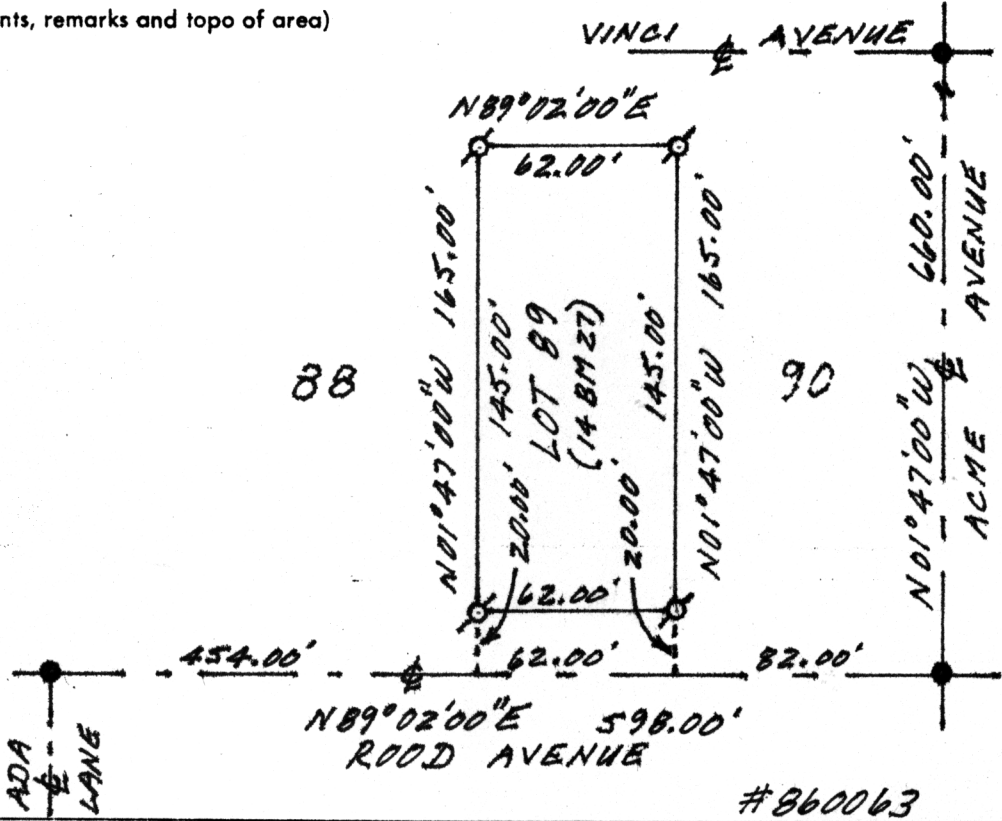 nts, remarks and topo of area)
VINCI ℄ AVENUE
N89°02'00"E
62.00'
N01°47'00"W 165.00'
145.00'
LOT 89
(14 BM 27)
145.00'
N01°47'00"W 165.00'
88
90
N01°47'00"W ℄ 660.00'
ACME AVENUE
20.00'
20.00'
62.00'
454.00' ℄ 62.00' 82.00'
N89°02'00"E 598.00'
ROOD AVENUE
ADA ℄ LANE
#860063